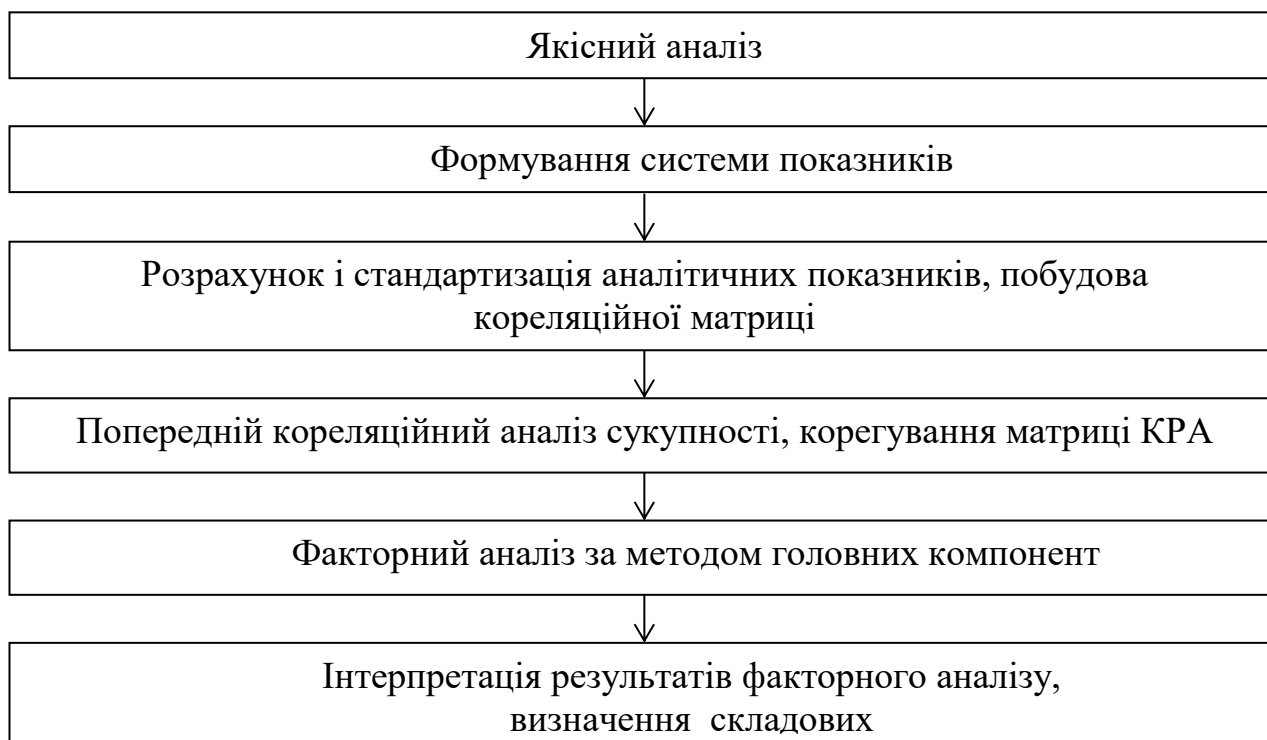 Якісний аналіз
Формування системи показників
Розрахунок і стандартизація аналітичних показників, побудова
кореляційної матриці
Попередній кореляційний аналіз сукупності, корегування матриці КРА
Факторний аналіз за методом головних компонент
Інтерпретація результатів факторного аналізу,
визначення складових